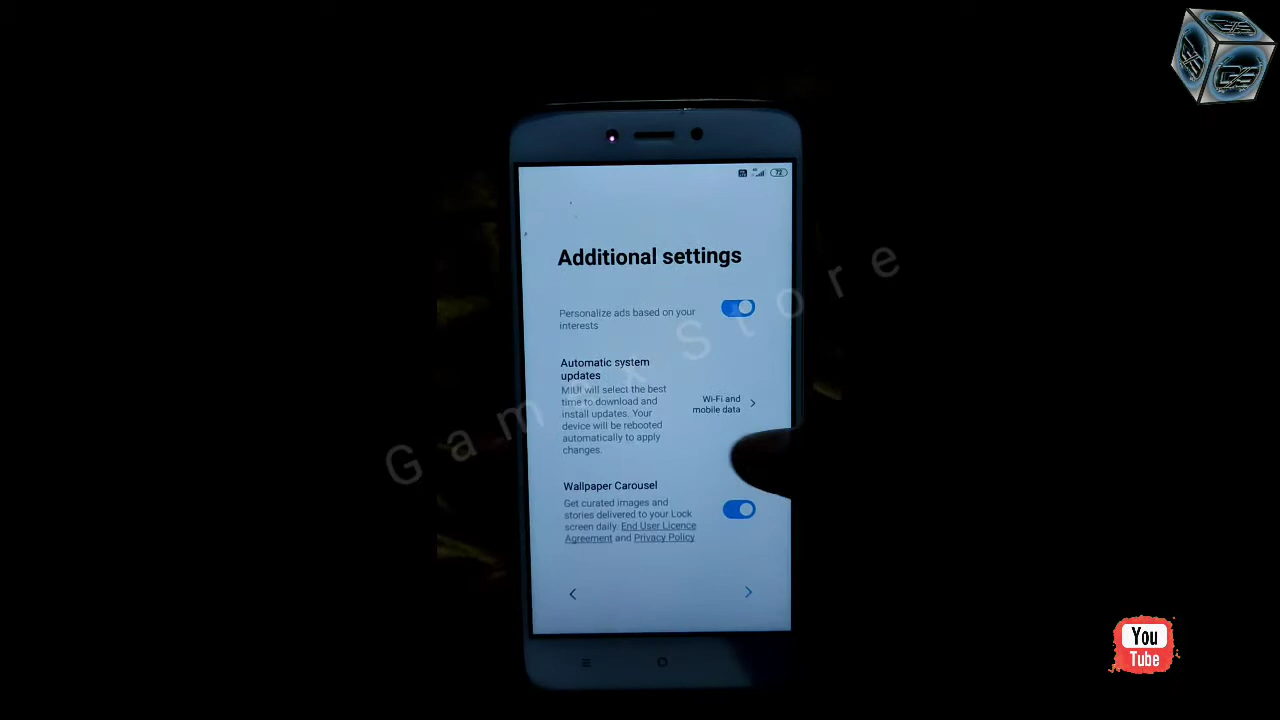 72
Additional settings
Personalize ads based on your
interests
Automatic system
updates
MIUI will select the best
time to download and
install updates. Your
device will be rebooted
automatically to apply
changes.
Wi-Fi and
mobile data
Wallpaper Carousel
Get curated images and
stories delivered to your Lock
screen daily. End User Licence
Agreement and Privacy Policy
Gamex Store
You
Tube